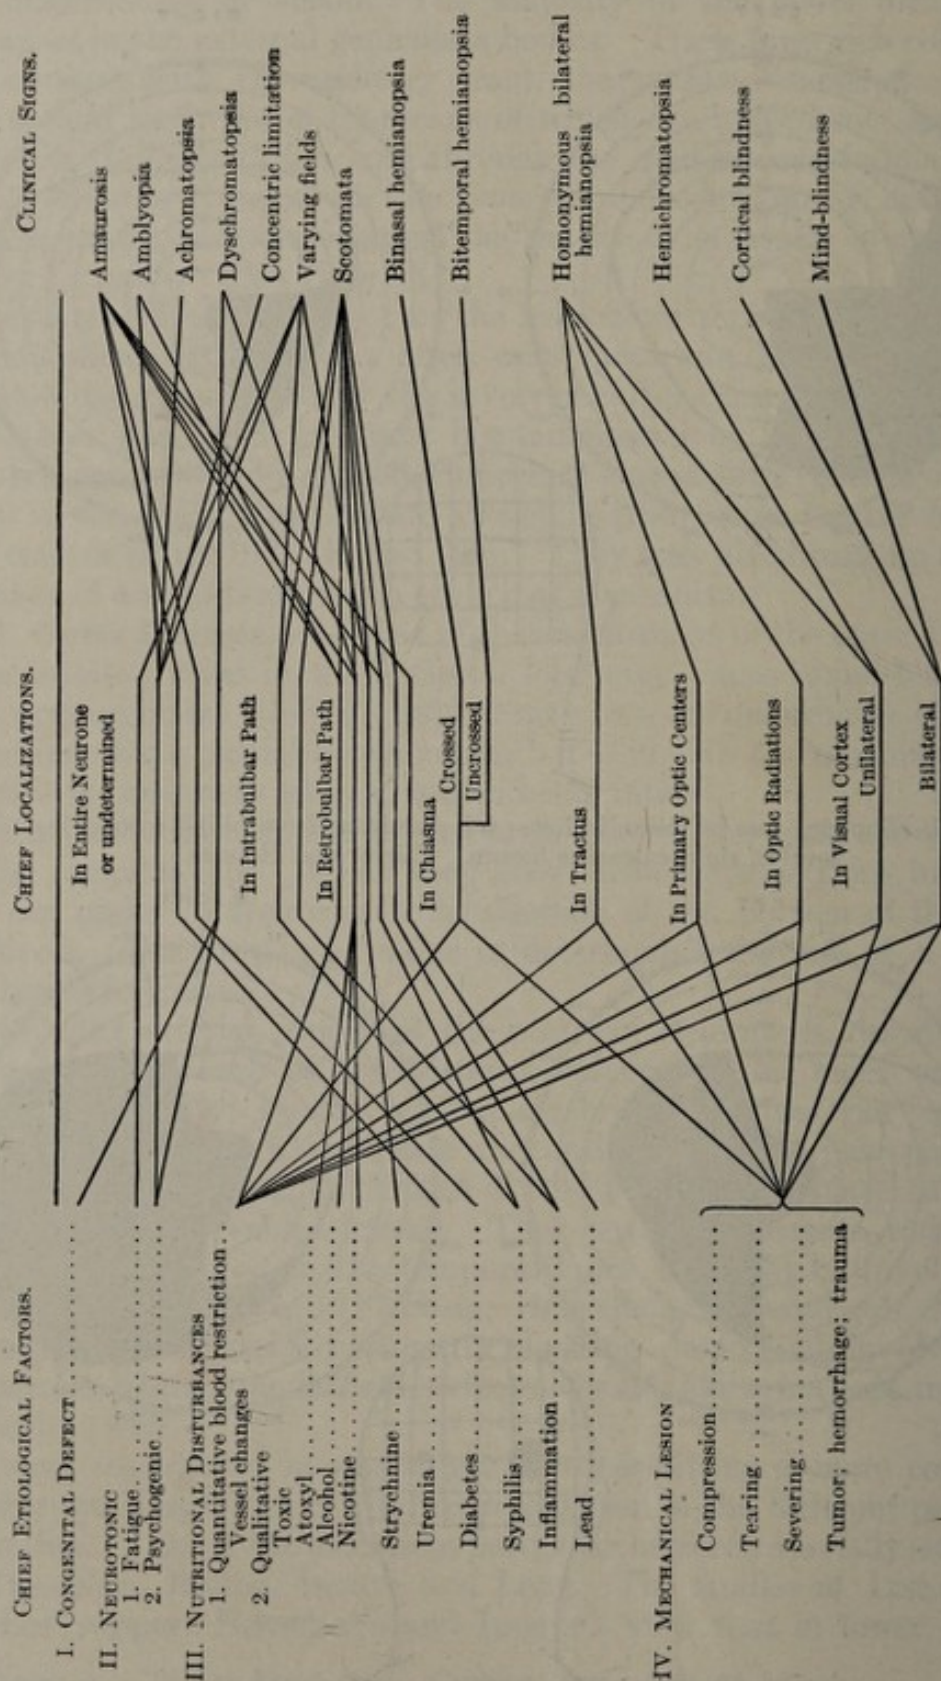 CHIEF ETIOLOGICAL FACTORS.
I. CONGENITAL DEFECT
II. NEUROTONIC
1. Fatigue
2. Psychogenic
III. NUTRITIONAL DISTURBANCES
1. Quantitative blood restriction
Vessel changes
2. Qualitative
Toxic
Atoxyl
Alcohol
Nicotine
Strychnine
Uremia
Diabetes
Syphilis
Inflammation
Lead
IV. MECHANICAL LESION
Compression
Tearing
Severing
Tumor; hemorrhage; trauma
CHIEF LOCALIZATIONS.
In Entire Neurone
or undetermined
In Intrabulbar Path
In Retrobulbar Path
In Chiasma
Crossed
Uncrossed
In Tractus
In Primary Optic Centers
In Optic Radiations
In Visual Cortex
Unilateral
Bilateral
CLINICAL SIGNS.
Amaurosis
Amblyopia
Achromatopsia
Dyschromatopsia
Concentric limitation
Varying fields
Scotomata
Binasal hemianopsia
Bitemporal hemianopsia
Homonymous bilateral
hemianopsia
Hemichromatopsia
Cortical blindness
Mind-blindness